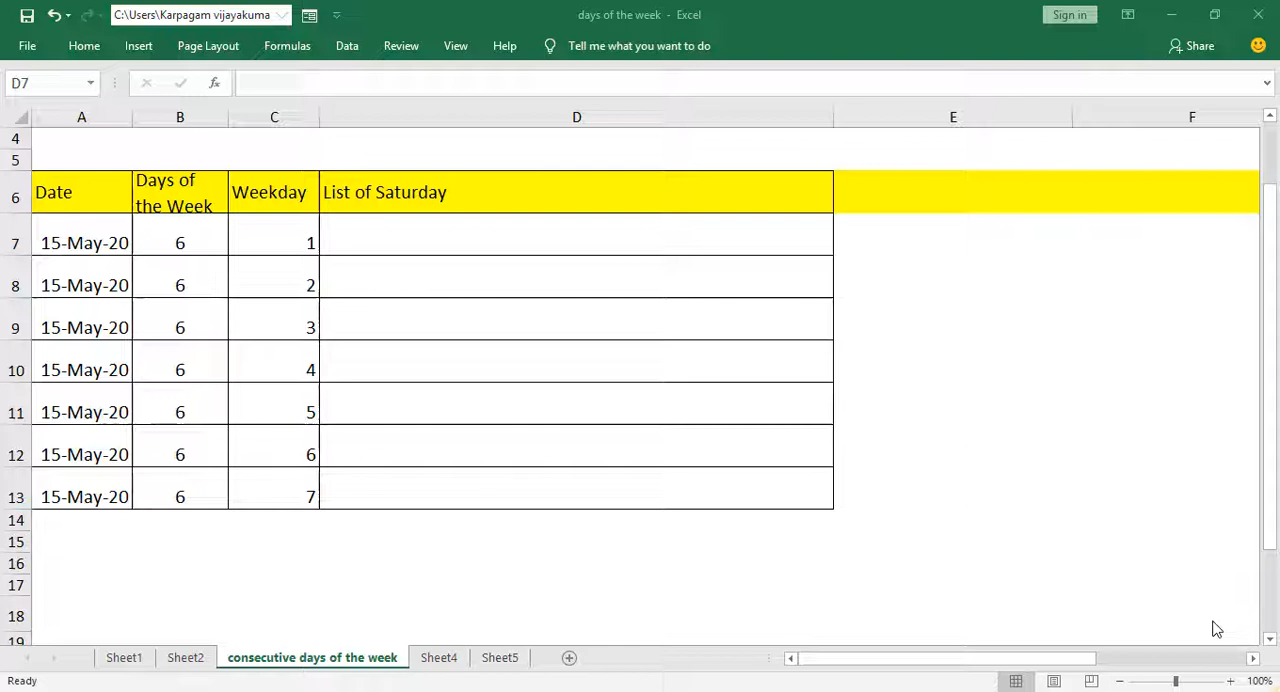 C:\Users\Karpagam vijayakuma
days of the week - Excel
Sign in
File Home Insert Page Layout Formulas Data Review View Help Tell me what you want to do Share
D7 fx
A B C D E F
4
5
6 Date Days of the Week Weekday List of Saturday
7 15-May-20 6 1
8 15-May-20 6 2
9 15-May-20 6 3
10 15-May-20 6 4
11 15-May-20 6 5
12 15-May-20 6 6
13 15-May-20 6 7
14
15
16
17
18
19
Sheet1 Sheet2 consecutive days of the week Sheet4 Sheet5
Ready 100%